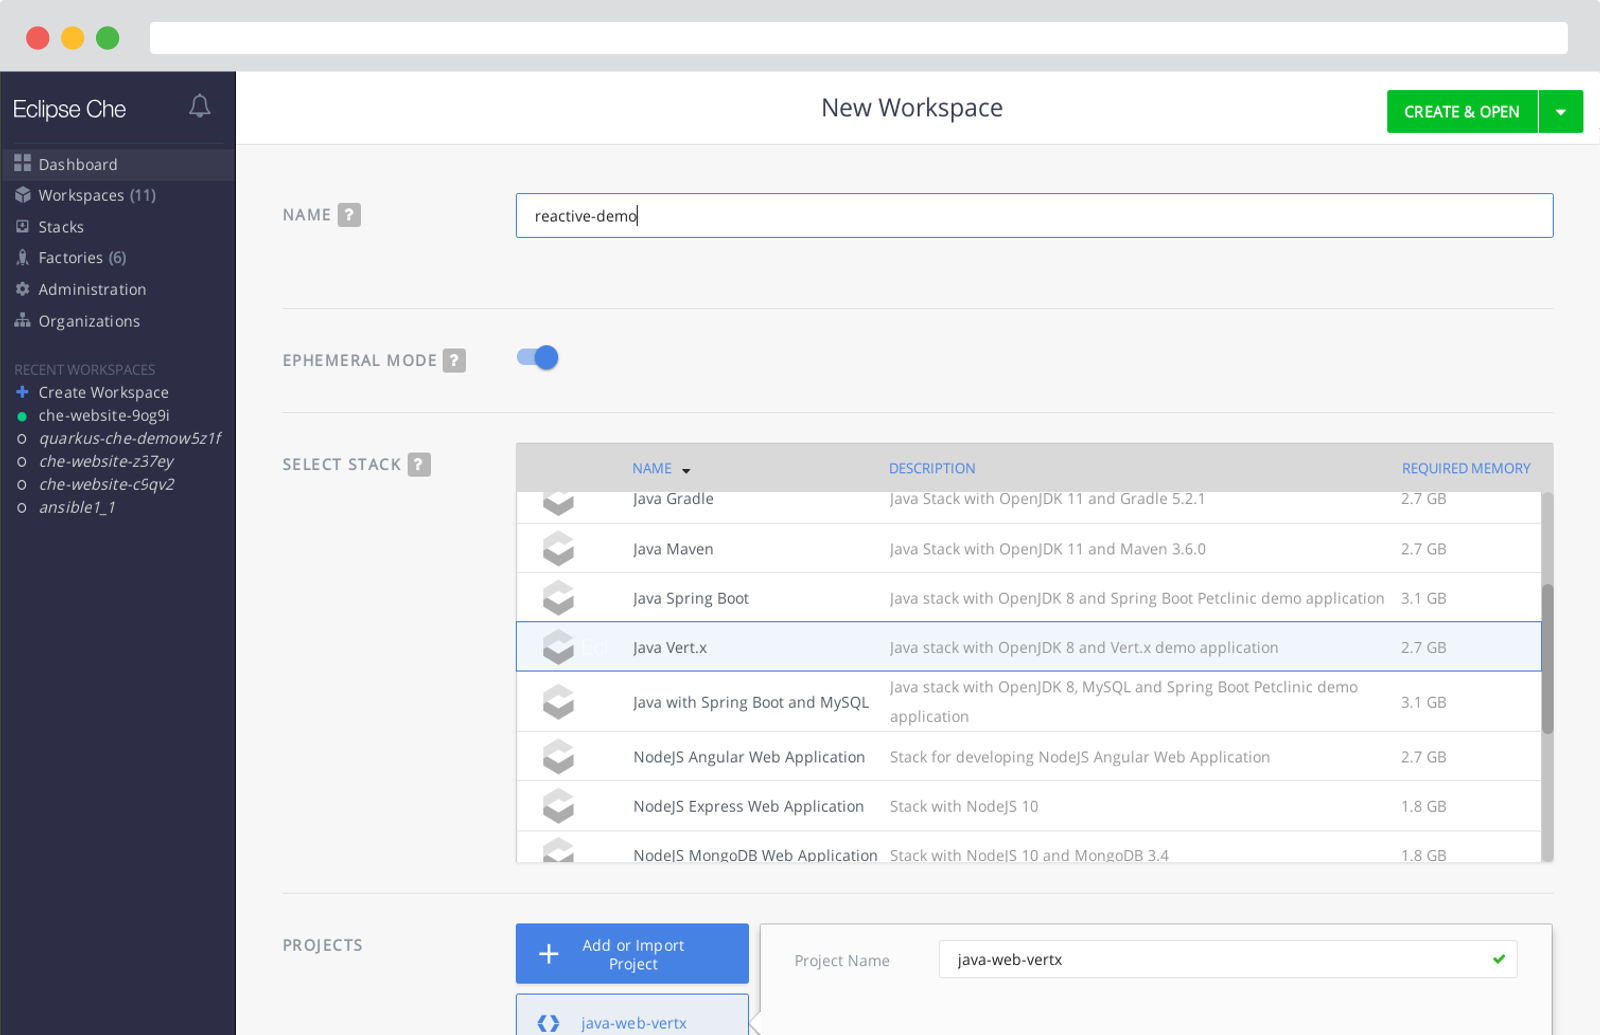 Eclipse Che
New Workspace
CREATE & OPEN
Dashboard
Workspaces (11)
Stacks
Factories (6)
Administration
Organizations
RECENT WORKSPACES
Create Workspace
che-website-9og9i
quarkus-che-demow5z1f
che-website-z37ey
che-website-c9qv2
ansible1_1
NAME ?
reactive-demo
EPHEMERAL MODE ?
SELECT STACK ?
NAME DESCRIPTION REQUIRED MEMORY
Java Gradle Java Stack with OpenJDK 11 and Gradle 5.2.1 2.7 GB
Java Maven Java Stack with OpenJDK 11 and Maven 3.6.0 2.7 GB
Java Spring Boot Java stack with OpenJDK 8 and Spring Boot Petclinic demo application 3.1 GB
Java Vert.x Java stack with OpenJDK 8 and Vert.x demo application 2.7 GB
Java with Spring Boot and MySQL Java stack with OpenJDK 8, MySQL and Spring Boot Petclinic demo
application 3.1 GB
NodeJS Angular Web Application Stack for developing NodeJS Angular Web Application 2.7 GB
NodeJS Express Web Application Stack with NodeJS 10 1.8 GB
NodeJS MongoDB Web Application Stack with NodeJS 10 and MongoDB 3.4 1.8 GB
PROJECTS
Add or Import
Project
Project Name java-web-vertx
java-web-vertx